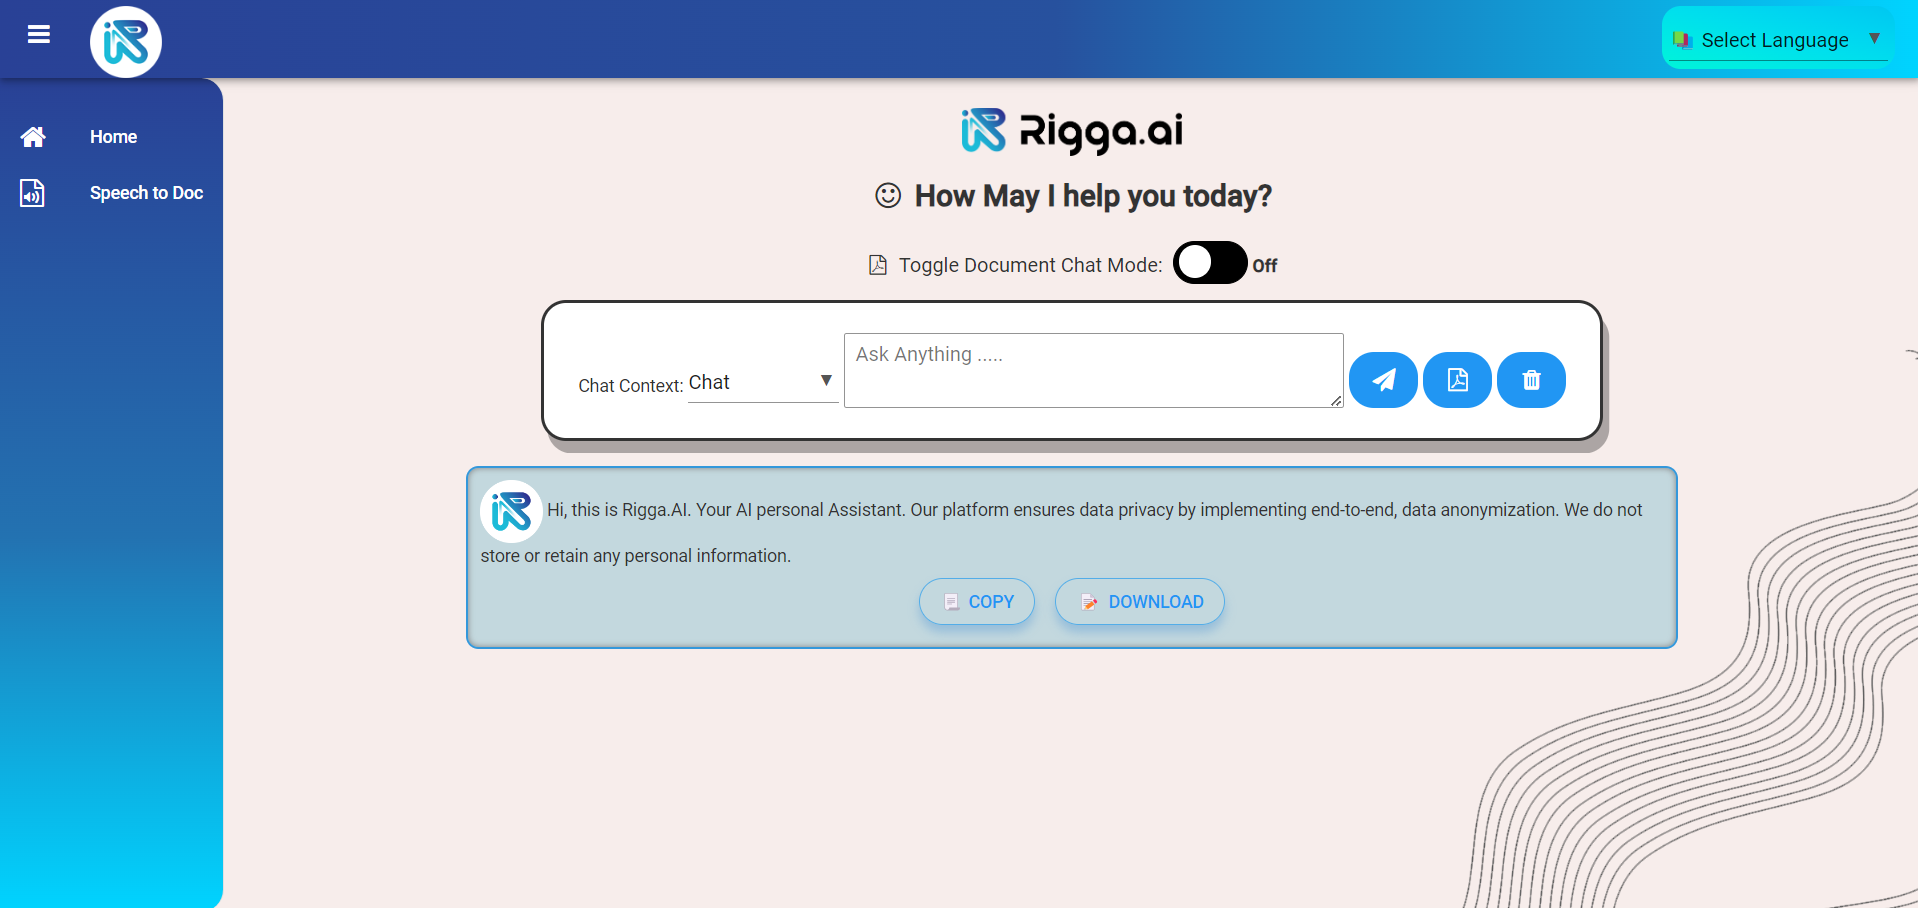 Select Language ▼
Home
Speech to Doc
Rigga.ai
How May I help you today?
Toggle Document Chat Mode: Off
Ask Anything .....
Chat Context: Chat ▼
Hi, this is Rigga.AI. Your AI personal Assistant. Our platform ensures data privacy by implementing end-to-end, data anonymization. We do not
store or retain any personal information.
COPY DOWNLOAD